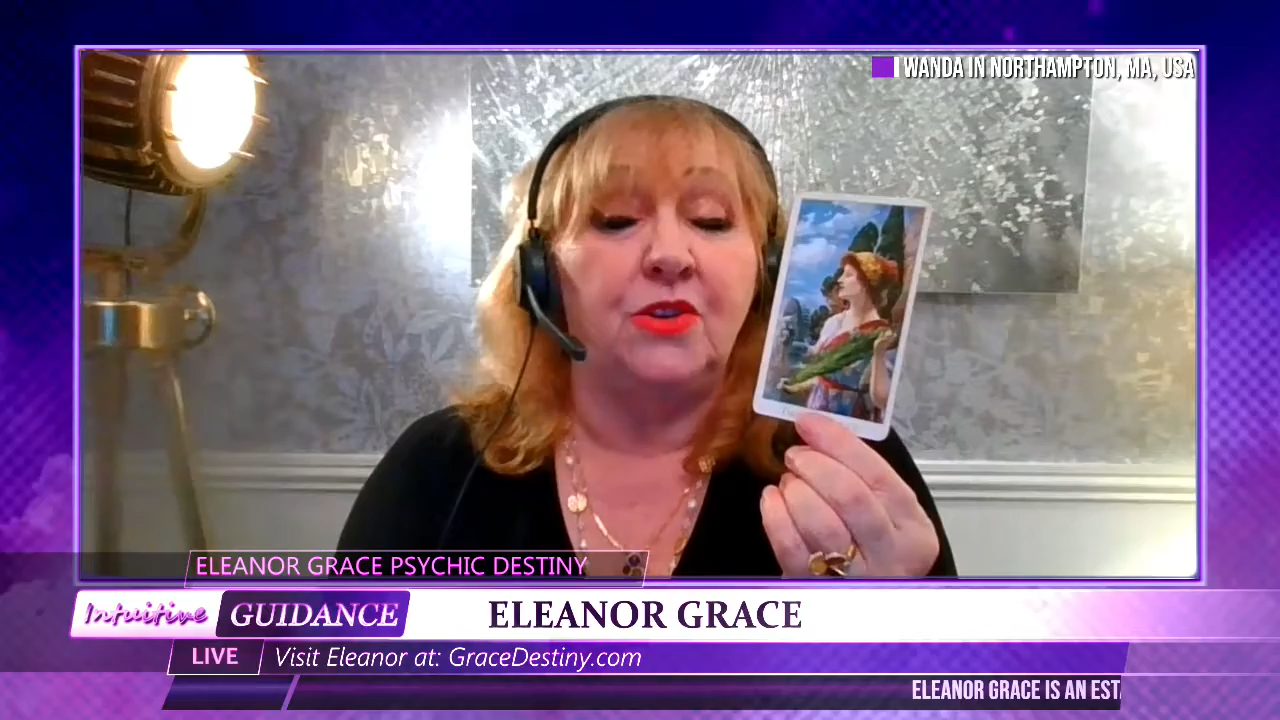 WANDA IN NORTHAMPTON, MA, USA
ELEANOR GRACE PSYCHIC DESTINY
Intuitive GUIDANCE
ELEANOR GRACE
LIVE
Visit Eleanor at: GraceDestiny.com
ELEANOR GRACE IS AN EST